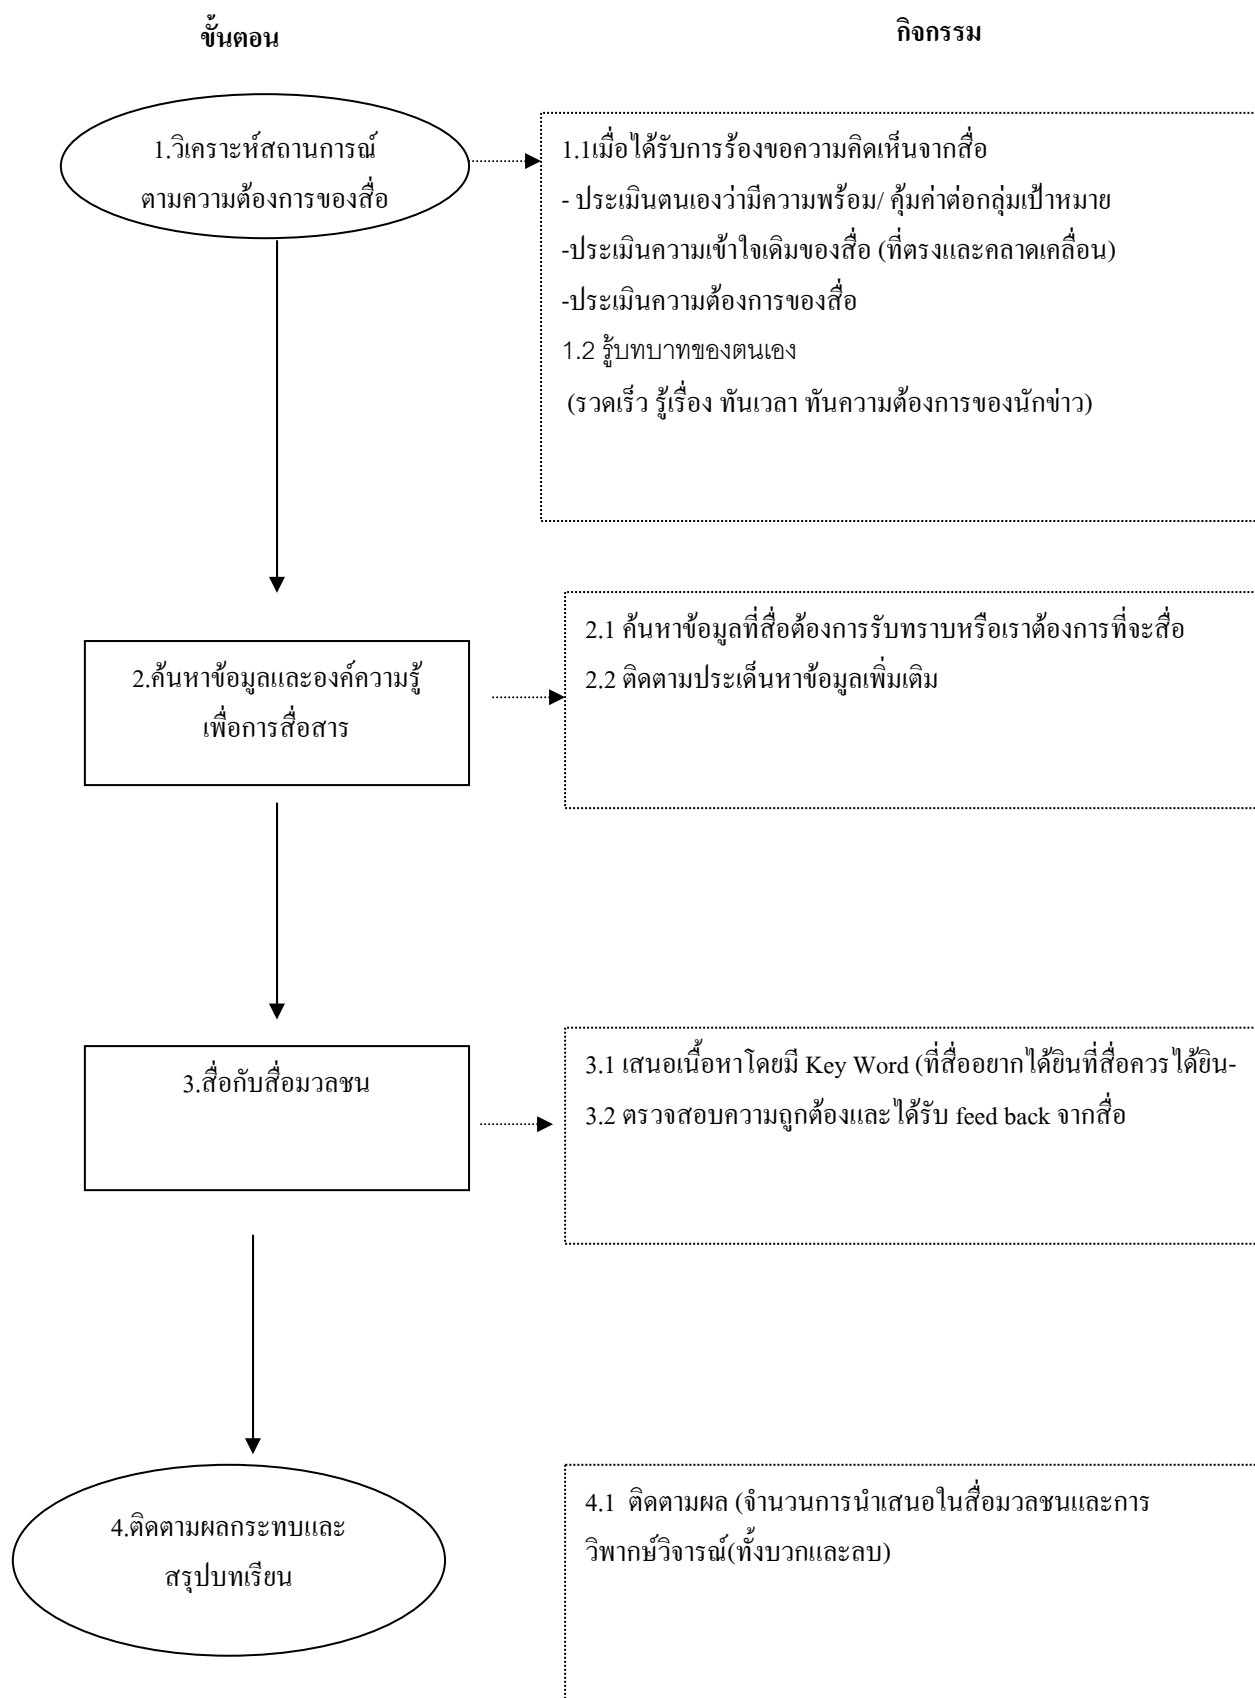 ขั้นตอน
กิจกรรม
1.วิเคราะห์สถานการณ์
ตามความต้องการของสื่อ
1.1เมื่อได้รับการร้องขอความคิดเห็นจากสื่อ
- ประเมินตนเองว่ามีความพร้อม/ คุ้มค่าต่อกลุ่มเป้าหมาย
-ประเมินความเข้าใจเดิมของสื่อ (ที่ตรงและคลาดเคลื่อน)
-ประเมินความต้องการของสื่อ
1.2 รู้บทบาทของตนเอง
(รวดเร็ว รู้เรื่อง ทันเวลา ทันความต้องการของนักข่าว)
2.ค้นหาข้อมูลและองค์ความรู้
เพื่อการสื่อสาร
2.1 ค้นหาข้อมูลที่สื่อต้องการรับทราบหรือเราต้องการที่จะสื่อ
2.2 ติดตามประเด็นหาข้อมูลเพิ่มเติม
3.สื่อกับสื่อมวลชน
3.1 เสนอเนื้อหาโดยมี Key Word (ที่สื่ออยากได้ยินที่สื่อควรได้ยิน-
3.2 ตรวจสอบความถูกต้องและได้รับ feed back จากสื่อ
4.ติดตามผลกระทบและ
สรุปบทเรียน
4.1 ติดตามผล (จำนวนการนำเสนอในสื่อมวลชนและการ
วิพากษ์วิจารณ์(ทั้งบวกและลบ)